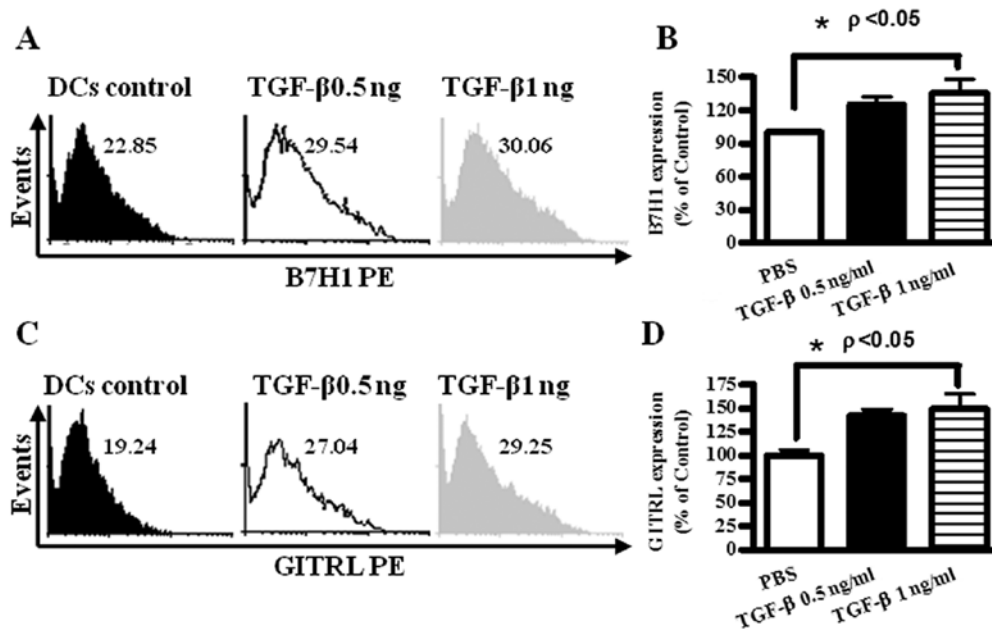 A
DCs control
TGF-β0.5 ng
TGF-β1 ng
22.85
29.54
30.06
Events
B7H1 PE
B
* ρ <0.05
B7H1 expression
(% of Control)
150
120
90
60
30
0
PBS
TGF-β 0.5 ng/ml
TGF-β 1 ng/ml
C
DCs control
TGF-β0.5 ng
TGF-β1 ng
19.24
27.04
29.25
Events
GITRL PE
D
* ρ <0.05
GITRL expression
(% of Control)
175
150
125
100
75
50
25
0
PBS
TGF-β 0.5 ng/ml
TGF-β 1 ng/ml